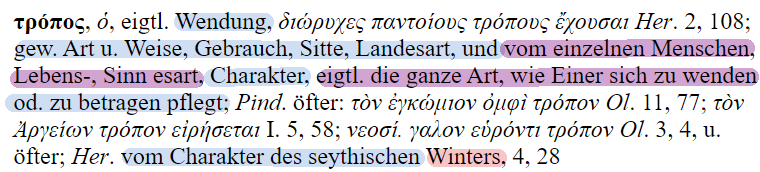 τρόπος, ὁ, eigtl. Wendung, διώρυχες παντοίους τρόπους ἔχουσαι Her. 2, 108;
gew. Art u. Weise, Gebrauch, Sitte, Landesart, und vom einzelnen Menschen,
Lebens-, Sinn esart, Charakter, eigtl. die ganze Art, wie Einer sich zu wenden
od. zu betragen pflegt; Pind. öfter: τὸν ἐγκώμιον ὀμφὶ τρόπον Ol. 11, 77; τὸν
Ἀργείων τρόπον εἰρήσεται I. 5, 58; νεοσί. γαλον εὑρόντι τρόπον Ol. 3, 4, u.
öfter; Her. vom Charakter des seythischen Winters, 4, 28